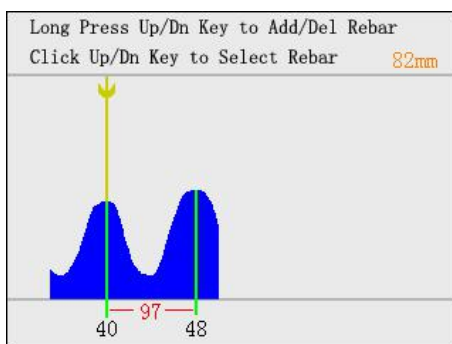 Long Press Up/Dn Key to Add/Del Rebar
Click Up/Dn Key to Select Rebar 82mm
97
40 48